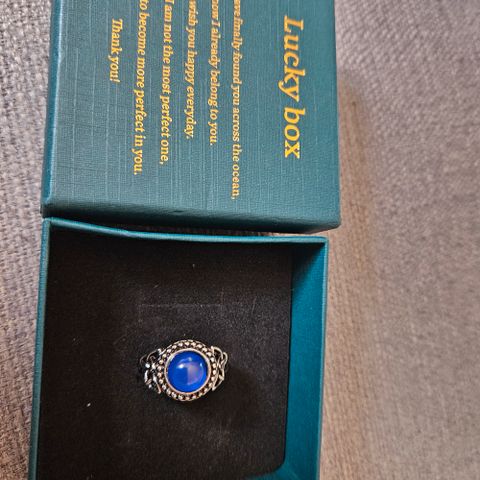 Lucky box
ve finally found you across the ocean,
now I already belong to you.
wish you happy everyday.
I am not the most perfect one,
to become more perfect in you.
Thank you!